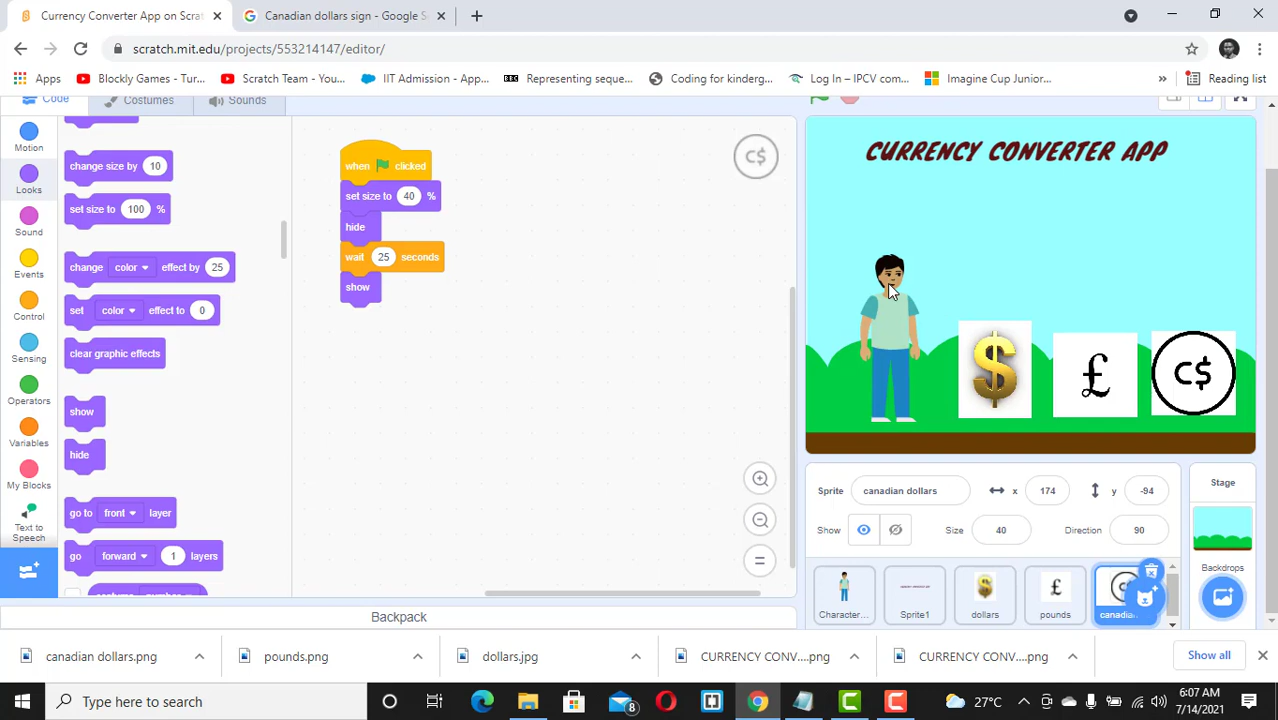 Currency Converter App on Scrat
Canadian dollars sign - Google S
scratch.mit.edu/projects/553214147/editor/
Apps
Blockly Games - Tur...
Scratch Team - You...
IIT Admission - App...
Representing seque...
Coding for kinderg...
Log In – IPCV com...
Imagine Cup Junior...
Reading list
Code
Costumes
Sounds
Motion
Looks
Sound
Events
Control
Sensing
Operators
Variables
My Blocks
Text to
Speech
change size by 10
set size to 100 %
change color effect by 25
set color effect to 0
clear graphic effects
show
hide
go to front layer
go forward 1 layers
when clicked
set size to 40 %
hide
wait 25 seconds
show
C$
CURRENCY CONVERTER APP
$
£
C$
Sprite canadian dollars x 174 y -94
Show Size 40 Direction 90
Stage
Backdrops
Character...
Sprite1
dollars
pounds
canadia
Backpack
canadian dollars.png
pounds.png
dollars.jpg
CURRENCY CONV....png
CURRENCY CONV....png
Show all
Type here to search
8
27°C
6:07 AM
7/14/2021